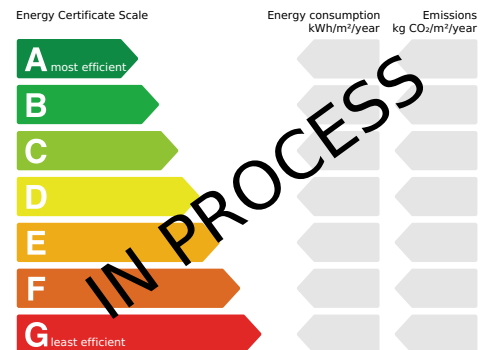 Energy Certificate Scale
Energy consumption
kWh/m²/year
Emissions
kg CO₂/m²/year
A most efficient
B
C
D
E
F
G least efficient
IN PROCESS